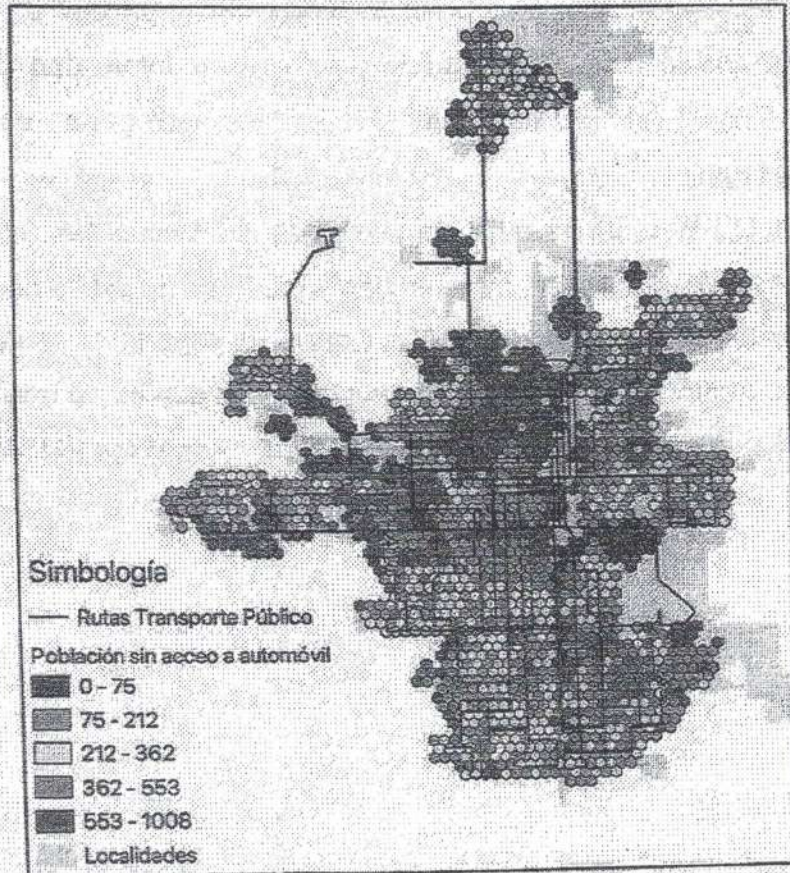 Simbología
Rutas Transporte Público
Población sin acceo a automóvil
0 - 75
75 - 212
212 - 362
362 - 553
553 - 1008
Localidades